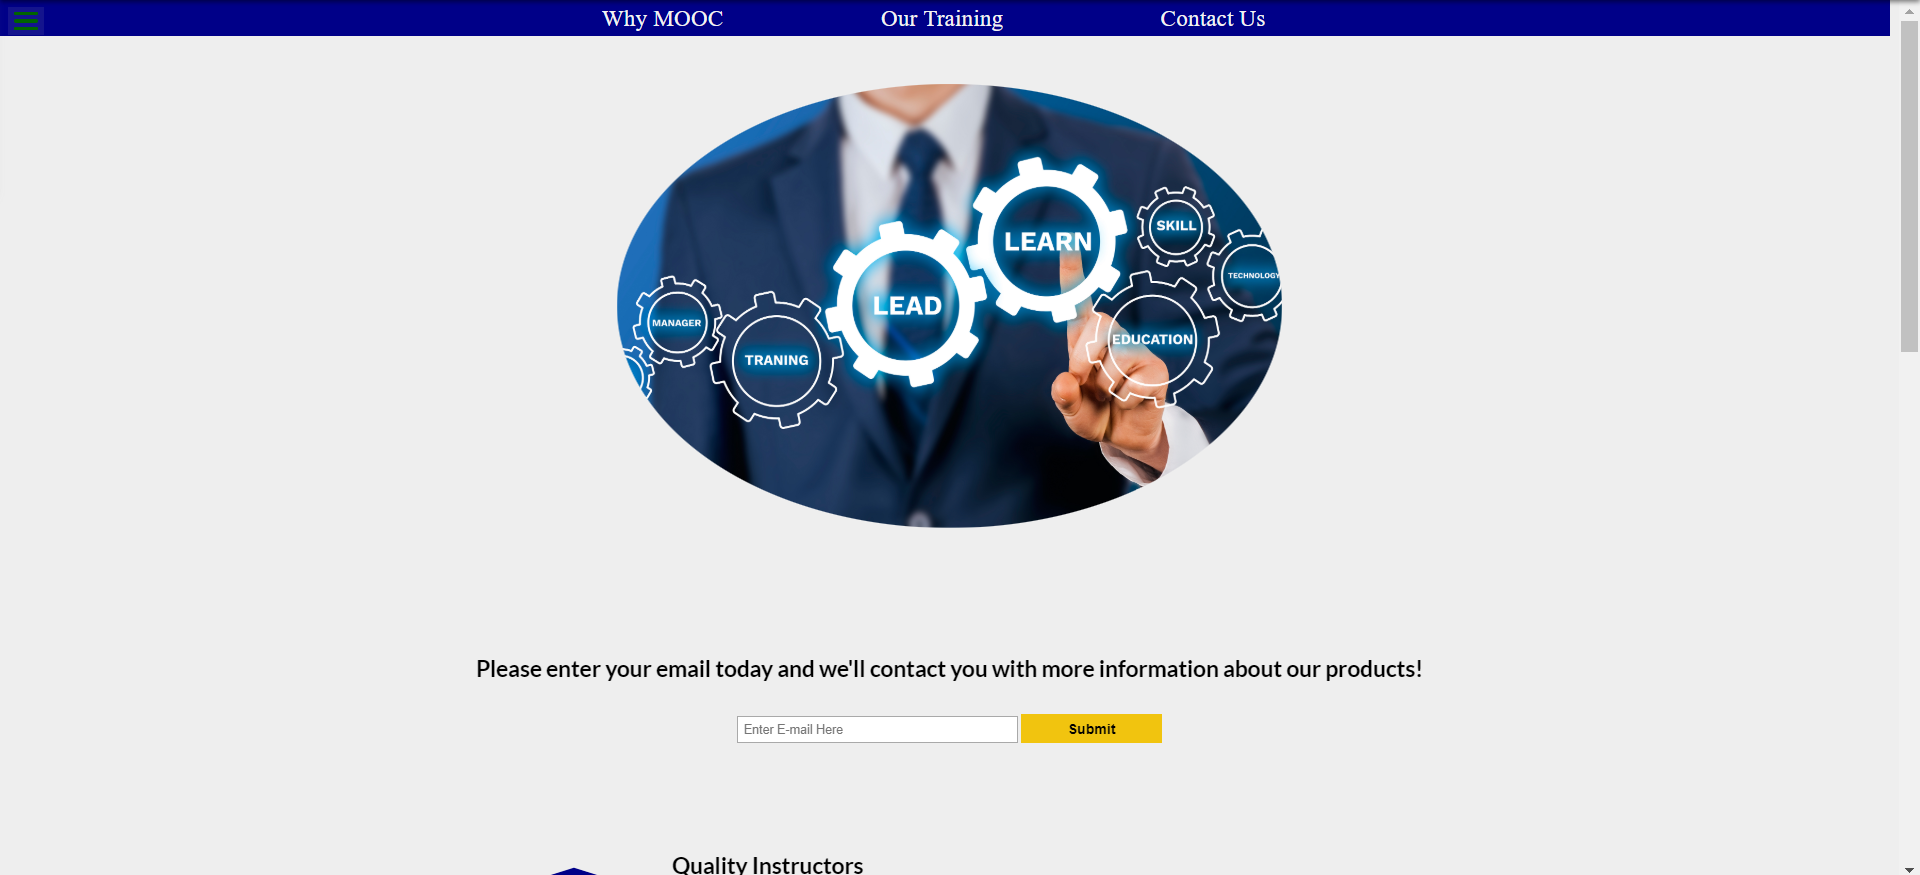 Why MOOC
Our Training
Contact Us
LEARN
SKILL
TECHNOLOGY
LEAD
MANAGER
TRANING
EDUCATION
Please enter your email today and we'll contact you with more information about our products!
Enter E-mail Here
Submit
Quality Instructors